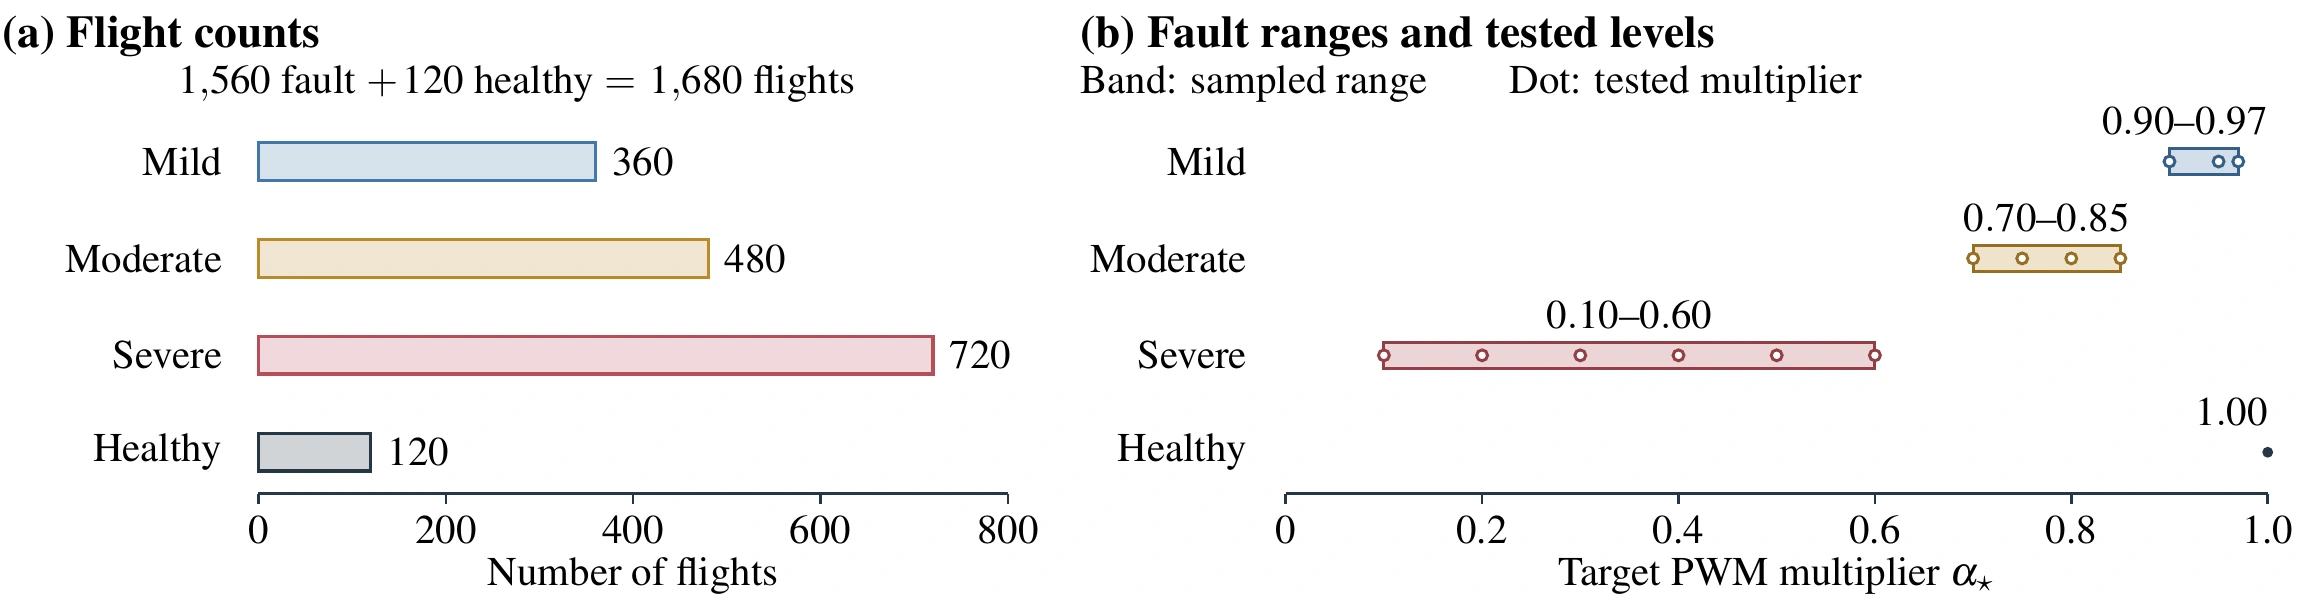 (a) Flight counts
1,560 fault + 120 healthy = 1,680 flights
Mild
360
Moderate
480
Severe
720
Healthy
120
0 200 400 600 800
Number of flights
(b) Fault ranges and tested levels
Band: sampled range Dot: tested multiplier
0.90–0.97
Mild
0.70–0.85
Moderate
0.10–0.60
Severe
1.00
Healthy
0 0.2 0.4 0.6 0.8 1.0
Target PWM multiplier α⋆